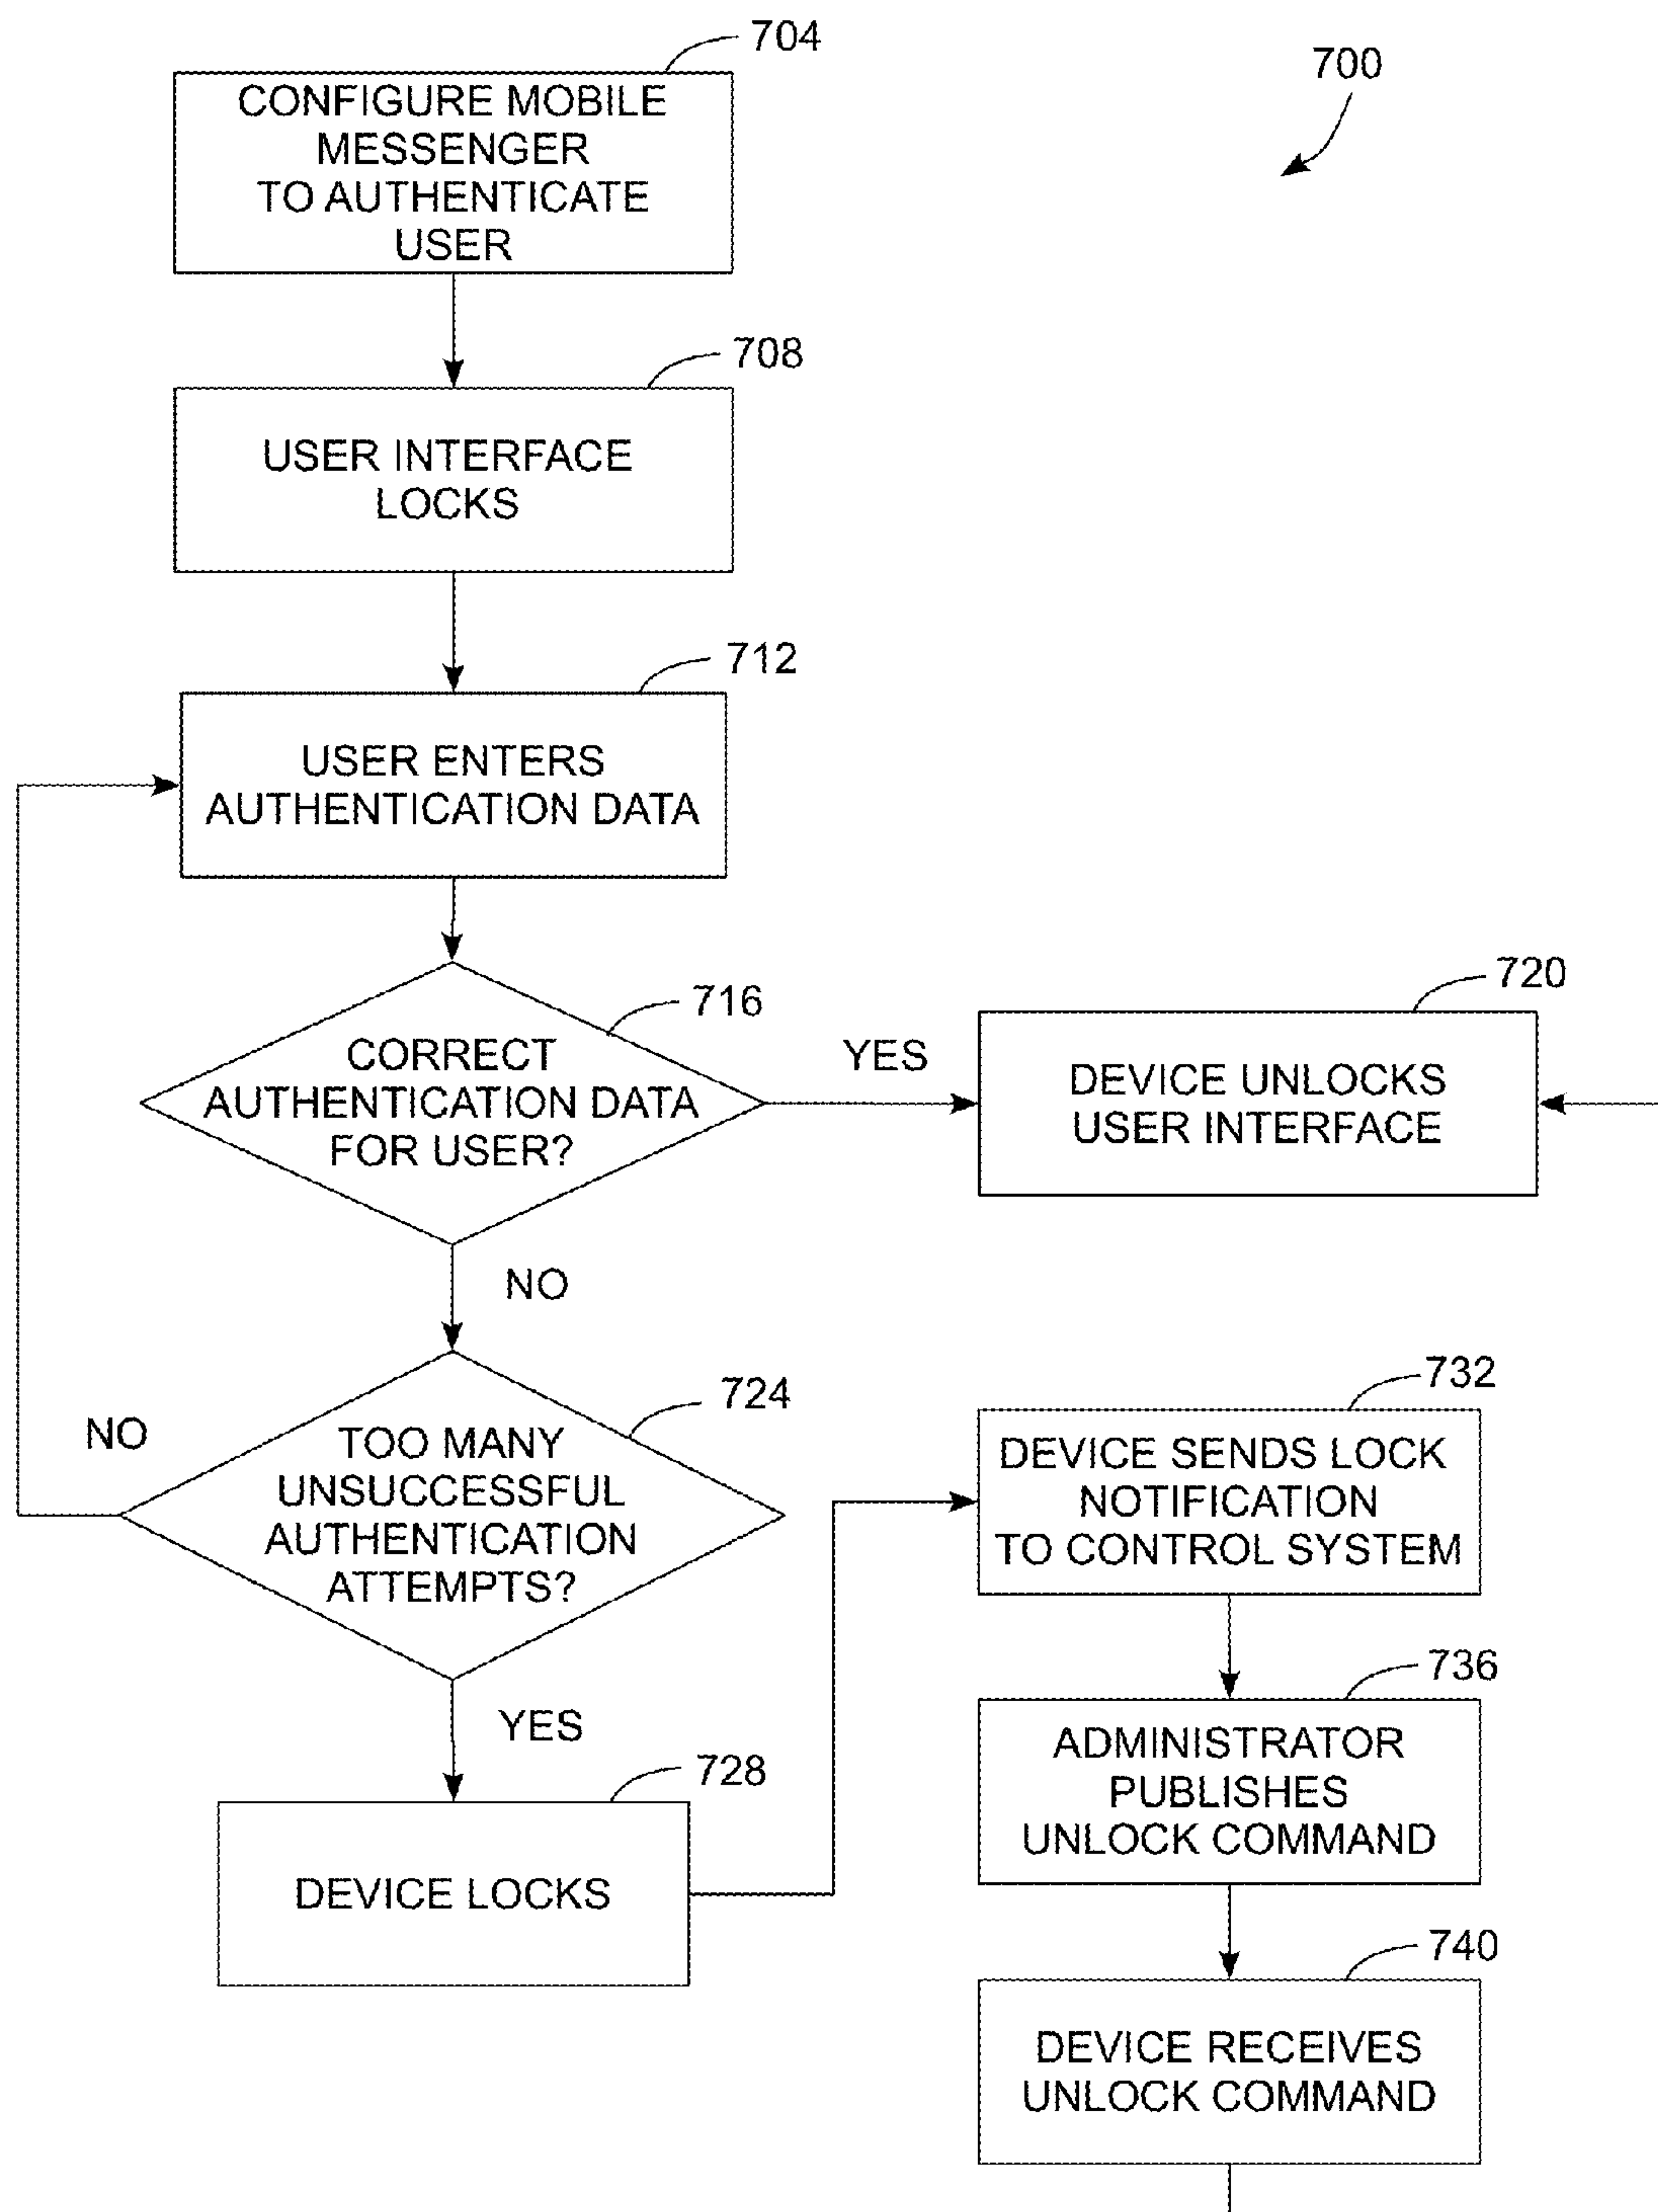 704
700
CONFIGURE MOBILE
MESSENGER
TO AUTHENTICATE
USER
708
USER INTERFACE
LOCKS
712
USER ENTERS
AUTHENTICATION DATA
716
CORRECT
AUTHENTICATION DATA
FOR USER?
YES
720
DEVICE UNLOCKS
USER INTERFACE
NO
724
TOO MANY
UNSUCCESSFUL
AUTHENTICATION
ATTEMPTS?
NO
YES
728
DEVICE LOCKS
732
DEVICE SENDS LOCK
NOTIFICATION
TO CONTROL SYSTEM
736
ADMINISTRATOR
PUBLISHES
UNLOCK COMMAND
740
DEVICE RECEIVES
UNLOCK COMMAND